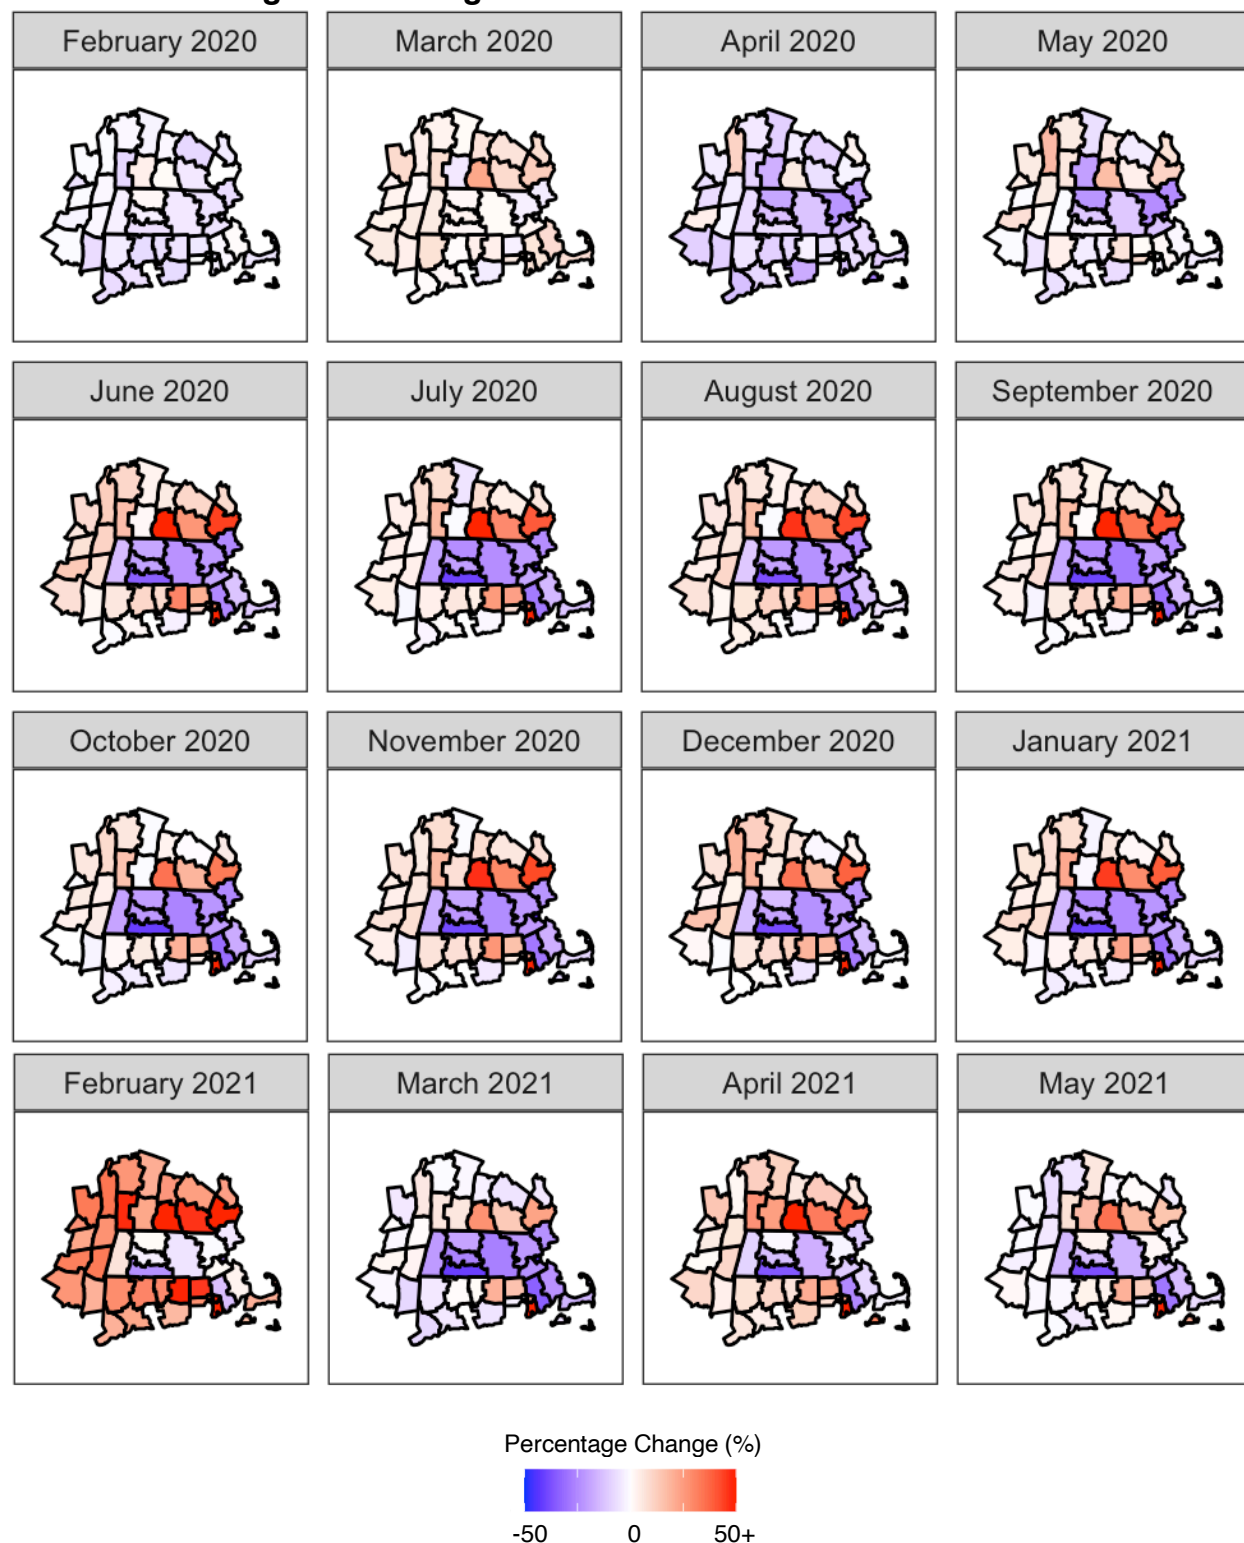 February 2020
March 2020
April 2020
May 2020
June 2020
July 2020
August 2020
September 2020
October 2020
November 2020
December 2020
January 2021
February 2021
March 2021
April 2021
May 2021
Percentage Change (%)
-50 0 50+